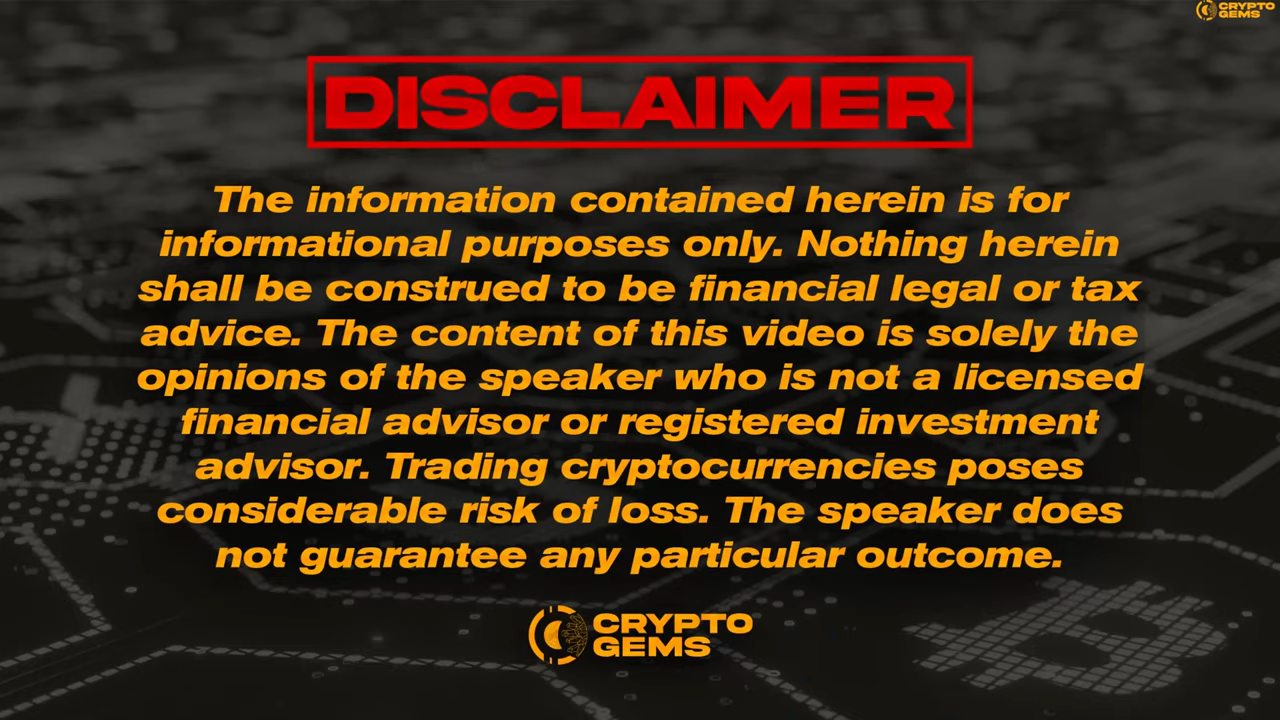 CRYPTO
GEMS
DISCLAIMER
The information contained herein is for
informational purposes only. Nothing herein
shall be construed to be financial legal or tax
advice. The content of this video is solely the
opinions of the speaker who is not a licensed
financial advisor or registered investment
advisor. Trading cryptocurrencies poses
considerable risk of loss. The speaker does
not guarantee any particular outcome.
CRYPTO
GEMS